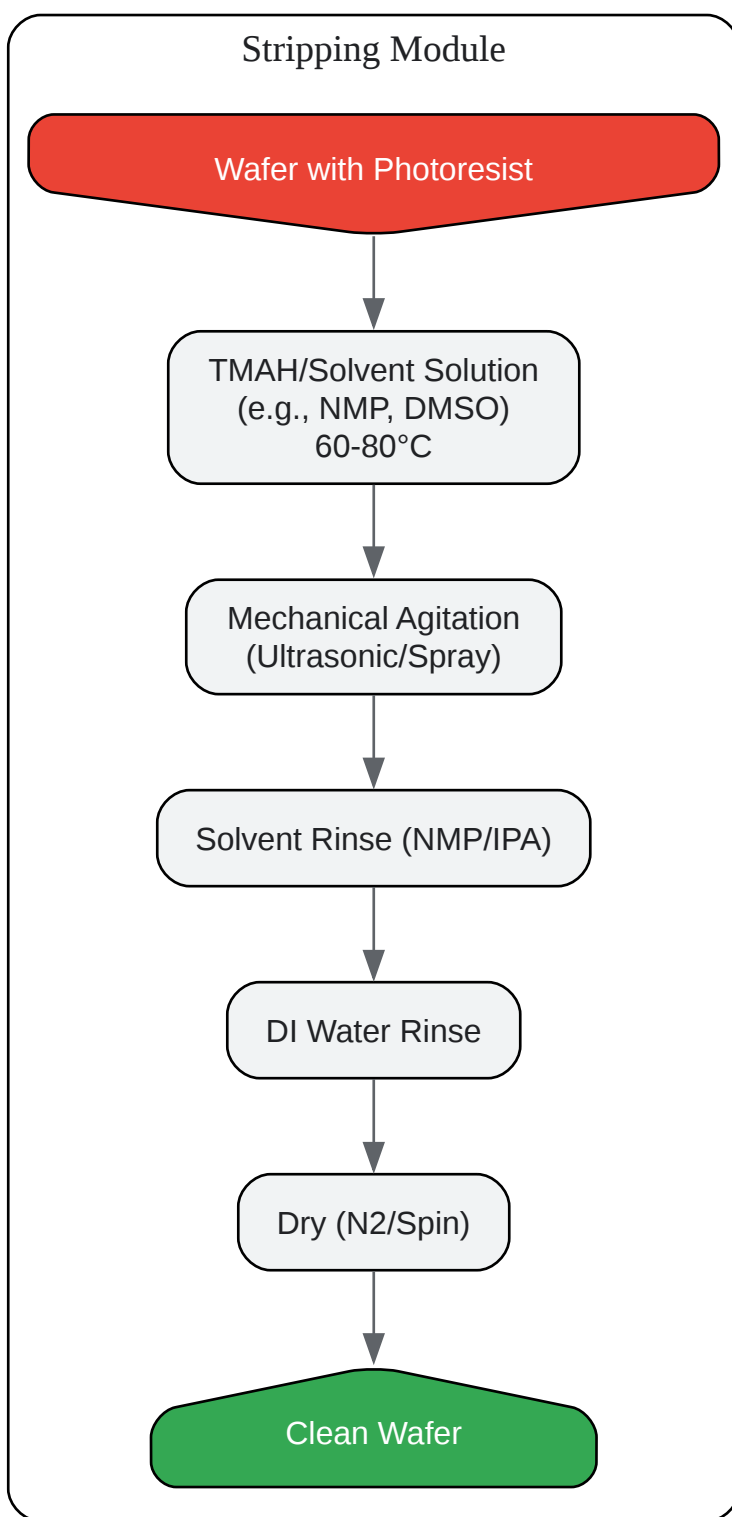 Stripping Module
Wafer with Photoresist
TMAH/Solvent Solution
(e.g., NMP, DMSO)
60-80°C
Mechanical Agitation
(Ultrasonic/Spray)
Solvent Rinse (NMP/IPA)
DI Water Rinse
Dry (N2/Spin)
Clean Wafer